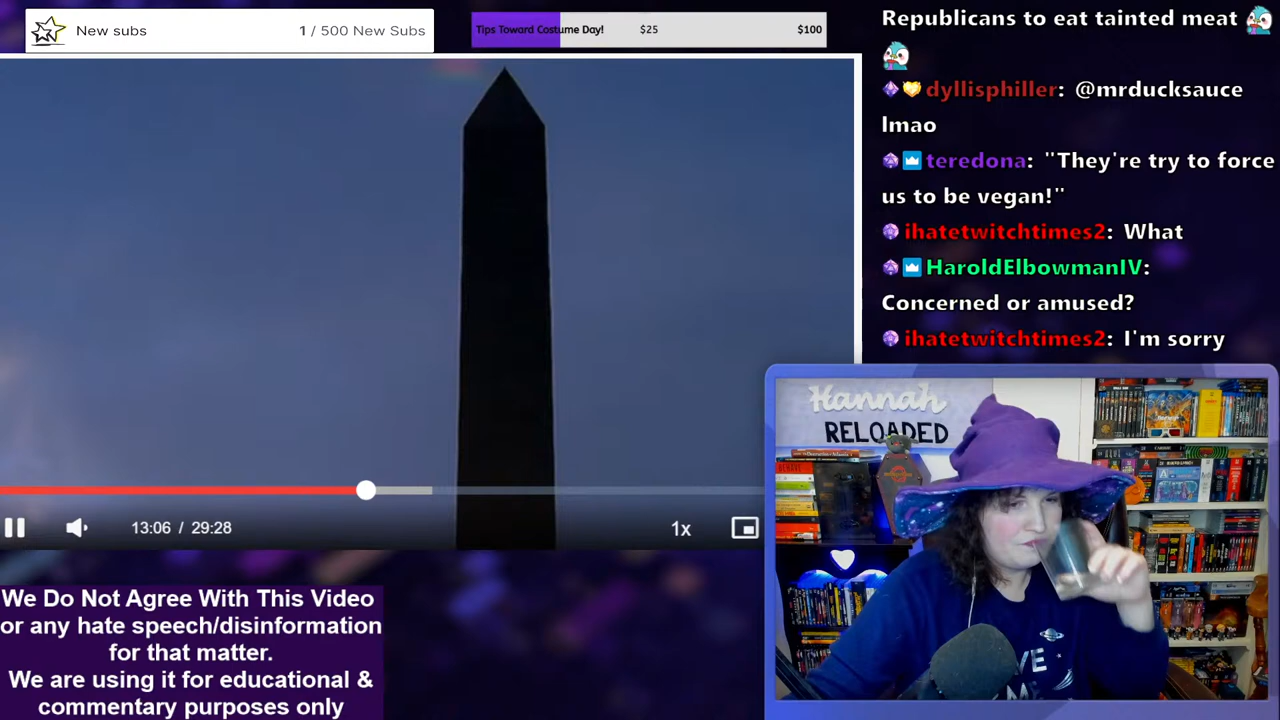 New subs
1 / 500 New Subs
Tips Toward Costume Day!
$25
$100
Republicans to eat tainted meat
dyllisphiller: @mrducksauce
lmao
teredona: "They're try to force
us to be vegan!"
ihatetwitchtimes2: What
HaroldElbowmanIV:
Concerned or amused?
ihatetwitchtimes2: I'm sorry
13:06 / 29:28
1x
Hannah
RELOADED
We Do Not Agree With This Video
or any hate speech/disinformation
for that matter.
We are using it for educational &
commentary purposes only